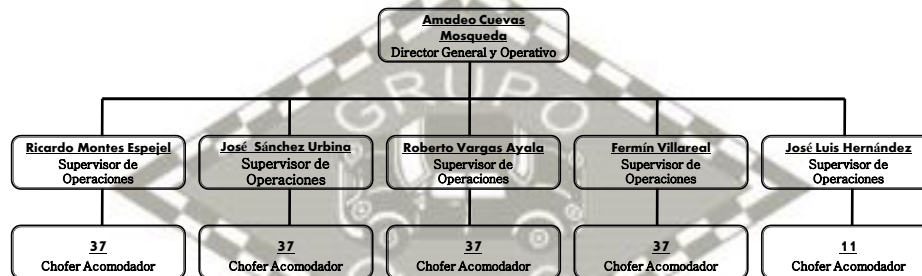 Amadeo Cuevas
Mosqueda
Director General y Operativo
GRUPO
Ricardo Montes Espejel
Supervisor de
Operaciones
José Sánchez Urbina
Supervisor de
Operaciones
Roberto Vargas Ayala
Supervisor de
Operaciones
Fermín Villareal
Supervisor de
Operaciones
José Luis Hernández
Supervisor de
Operaciones
37
Chofer Acomodador
37
Chofer Acomodador
37
Chofer Acomodador
37
Chofer Acomodador
11
Chofer Acomodador